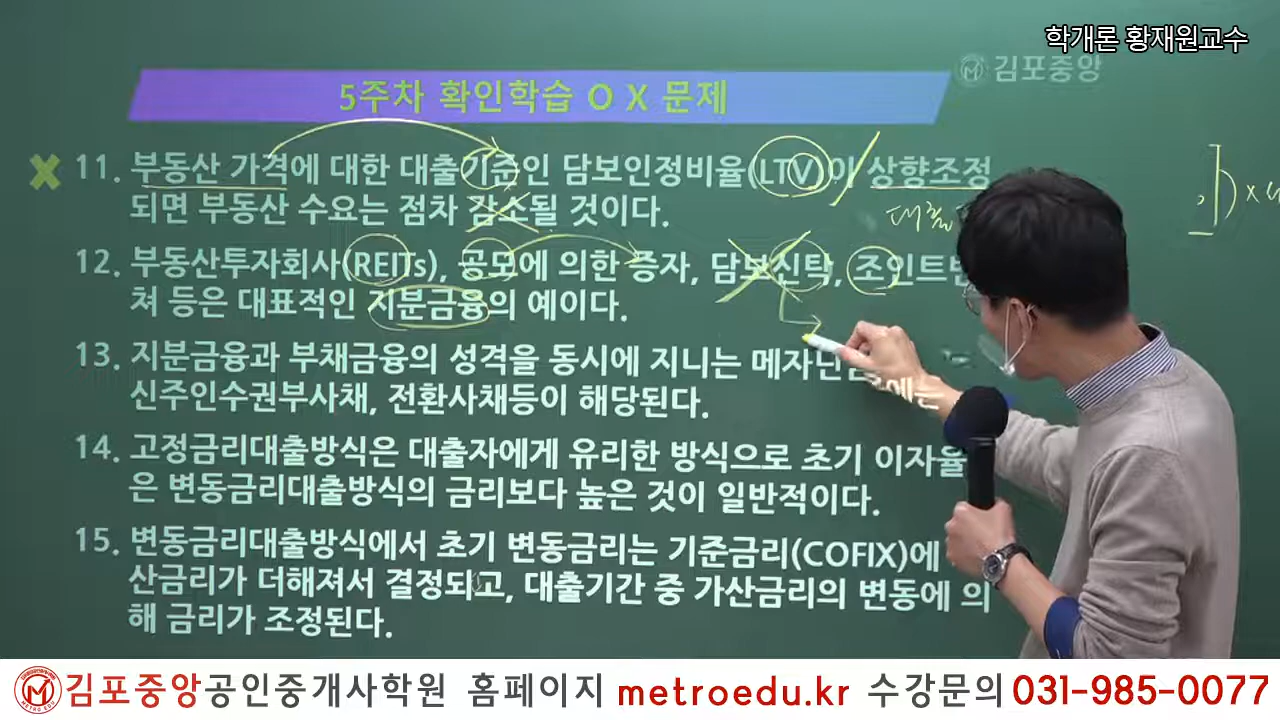 학개론 황재원교수
김포중앙
5주차 확인학습 O X 문제
11. 부동산 가격에 대한 대출기준인 담보인정비율(LTV)이 상향조정
되면 부동산 수요는 점차 감소될 것이다.
대출
12. 부동산투자회사(REITs), 공모에 의한 증자, 담보신탁, 조인트벤
쳐 등은 대표적인 지분금융의 예이다.
13. 지분금융과 부채금융의 성격을 동시에 지니는 메자닌금융에는
신주인수권부사채, 전환사채등이 해당된다.
14. 고정금리대출방식은 대출자에게 유리한 방식으로 초기 이자율
은 변동금리대출방식의 금리보다 높은 것이 일반적이다.
15. 변동금리대출방식에서 초기 변동금리는 기준금리(COFIX)에
산금리가 더해져서 결정되고, 대출기간 중 가산금리의 변동에 의
해 금리가 조정된다.
김포중앙공인중개사학원 홈페이지 metroedu.kr 수강문의 031-985-0077